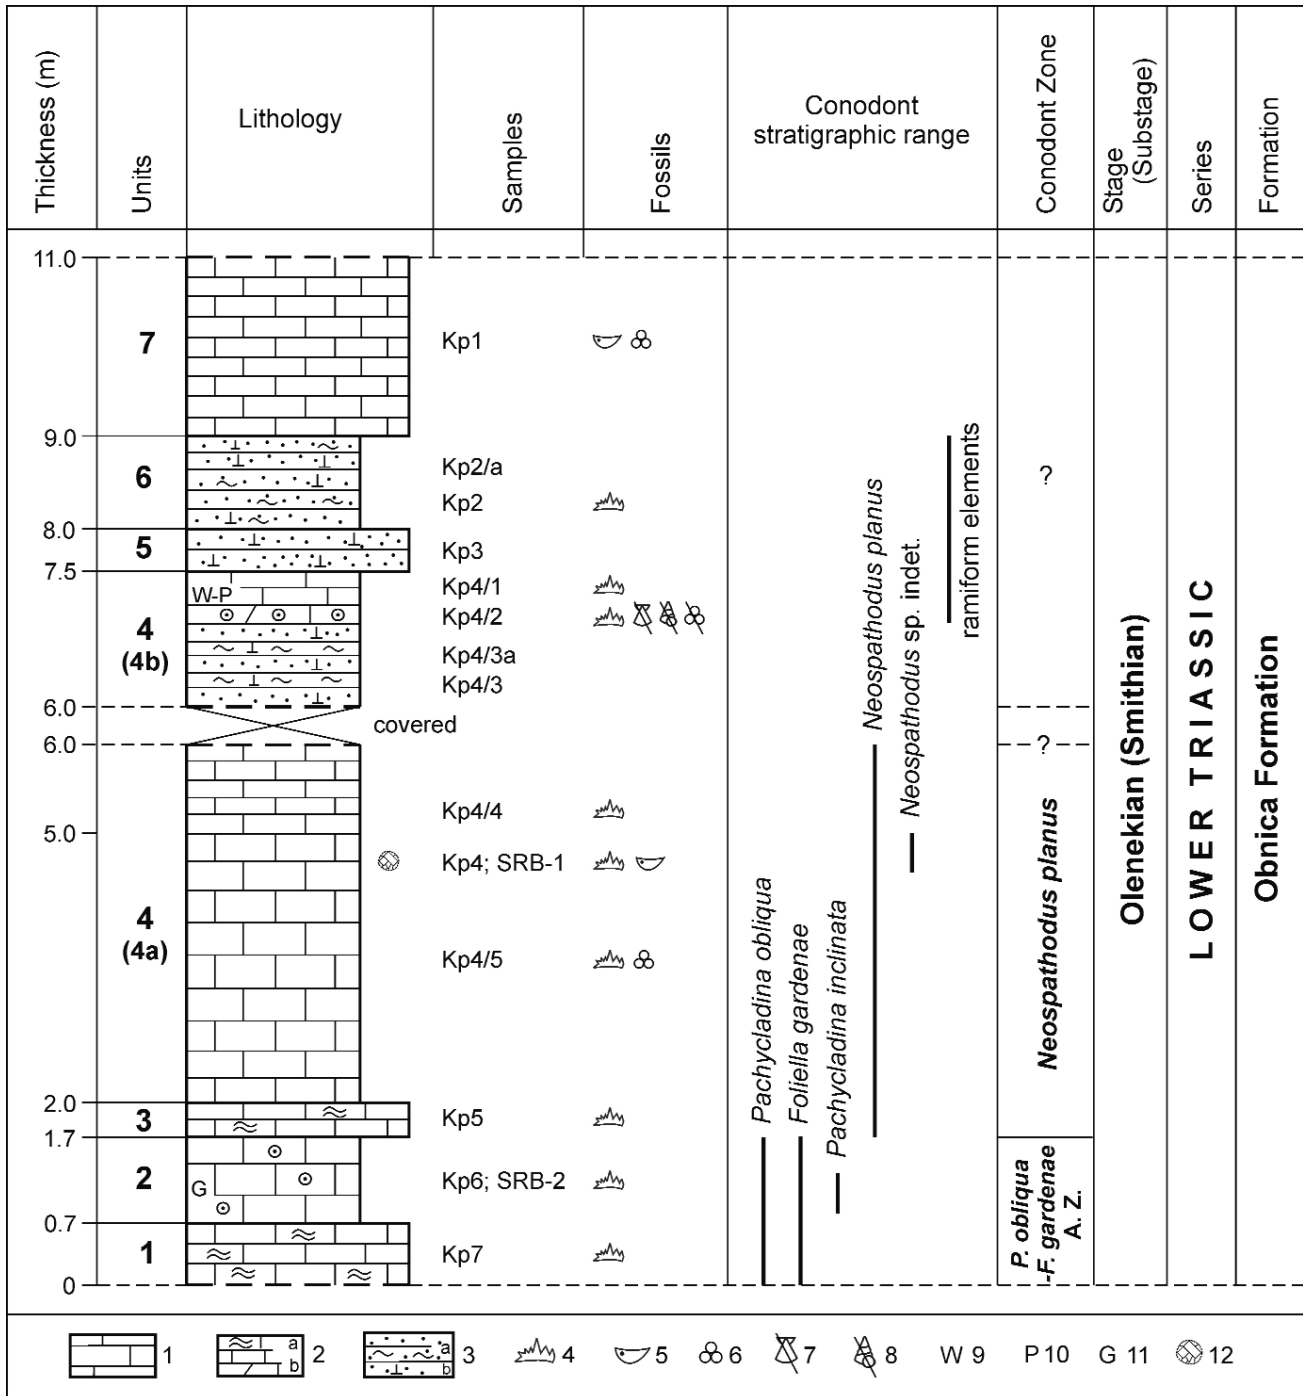 Thickness (m)
Units
Lithology
Samples
Fossils
Conodont
stratigraphic range
Conodont Zone
Stage
(Substage)
Series
Formation
11.0
7
Kp1
9.0
6
Kp2/a
Kp2
8.0
5
Kp3
7.5
W-P
Kp4/1
4
(4b)
Kp4/2
Kp4/3a
Kp4/3
6.0
covered
6.0
Kp4/4
5.0
Kp4; SRB-1
4
(4a)
Kp4/5
2.0
3
Kp5
1.7
2
G
Kp6; SRB-2
0.7
1
Kp7
0
Pachycladina obliqua
Foliella gardenae
Pachycladina inclinata
Neospathodus planus
Neospathodus sp. indet.
ramiform elements
?
?
Neospathodus planus
P. obliqua
-F. gardenae
A. Z.
Olenekian (Smithian)
LOWER TRIASSIC
Obnica Formation
1
a
b
2
a
b
3
4
5
6
7
8
W 9
P 10
G 11
12